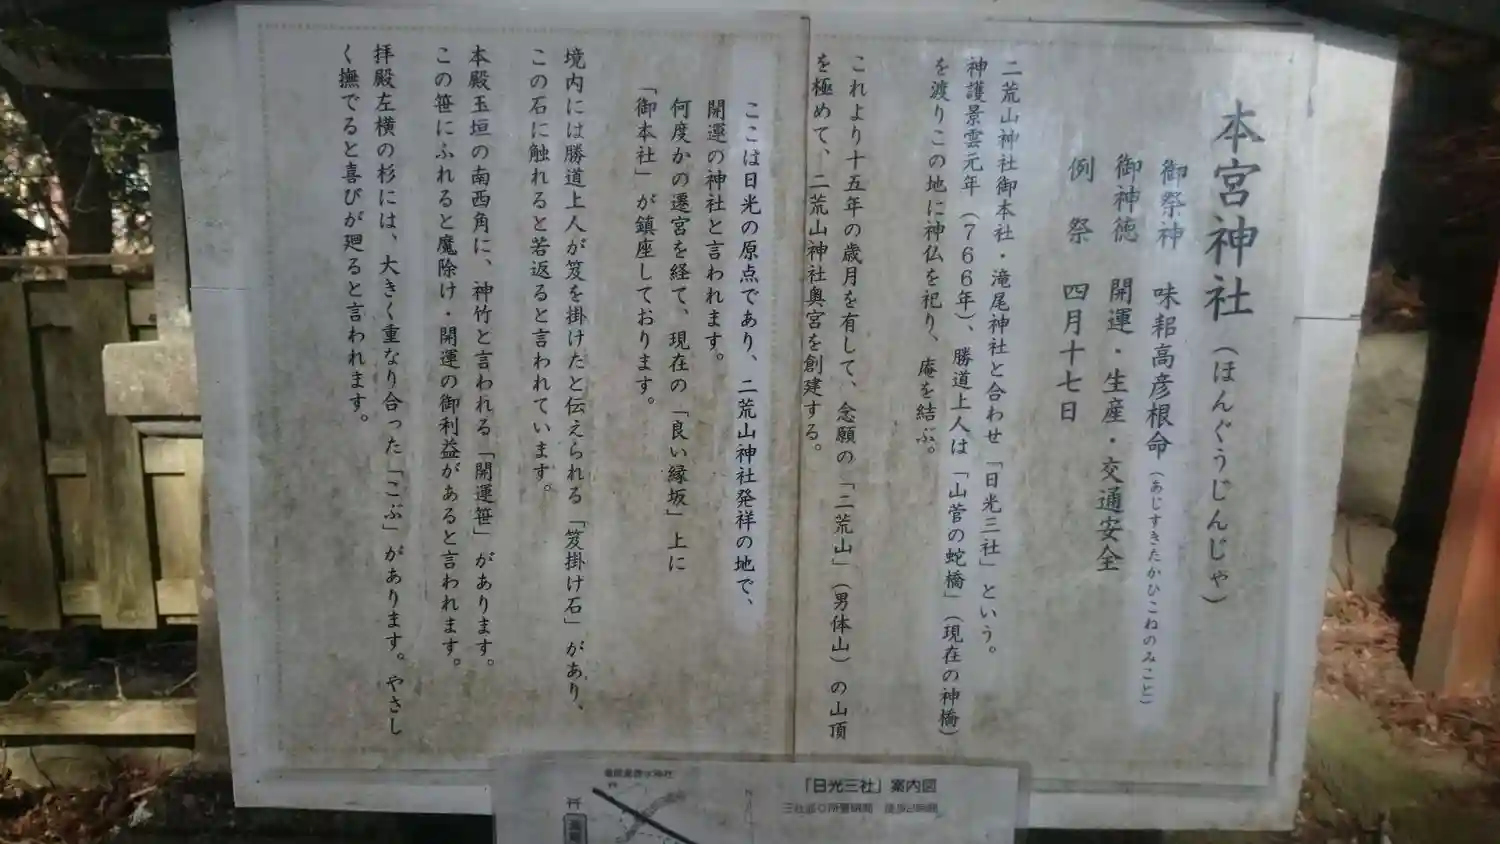 本宮神社（ほんぐうじんじゃ）
御祭神　味耜高彦根命（あじすきたかひこねのみこと）
御神徳　開運・生産・交通安全
例　祭　四月十七日
二荒山神社御本社・滝尾神社と合わせ「日光三社」という。
神護景雲元年（７６６年）、勝道上人は「山菅の蛇橋」（現在の神橋）
を渡りこの地に神仏を祀り、庵を結ぶ。
これより十五年の歳月を有して、念願の「二荒山」（男体山）の山頂
を極めて、二荒山神社奥宮を創建する。
ここは日光の原点であり、二荒山神社発祥の地で、
開運の神社と言われます。
何度かの遷宮を経て、現在の「良い縁坂」上に
「御本社」が鎮座しております。
境内には勝道上人が笈を掛けたと伝えられる「笈掛け石」があり、
この石に触れると若返ると言われています。
本殿玉垣の南西角に、神竹と言われる「開運笹」があります。
この笹にふれると魔除け・開運の御利益があると言われます。
拝殿左横の杉には、大きく重なり合った「こぶ」があります。やさし
く撫でると喜びが廻ると言われます。
「日光三社」案内図